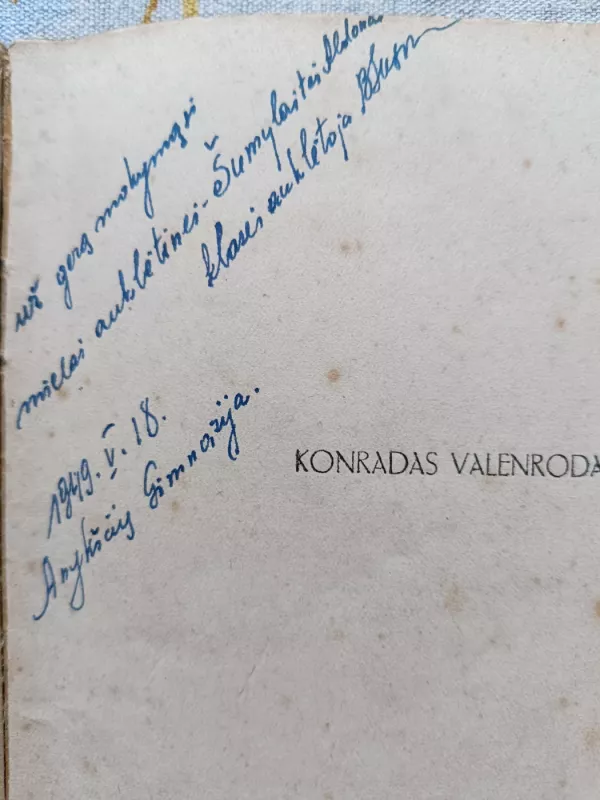 už gerą mokymąsi
mielai auklėtinei - Šumylaitei Aldonai
klasės auklėtoja
1949. V. 18.
Anykščių Gimnazija.
KONRADAS VALENRODA